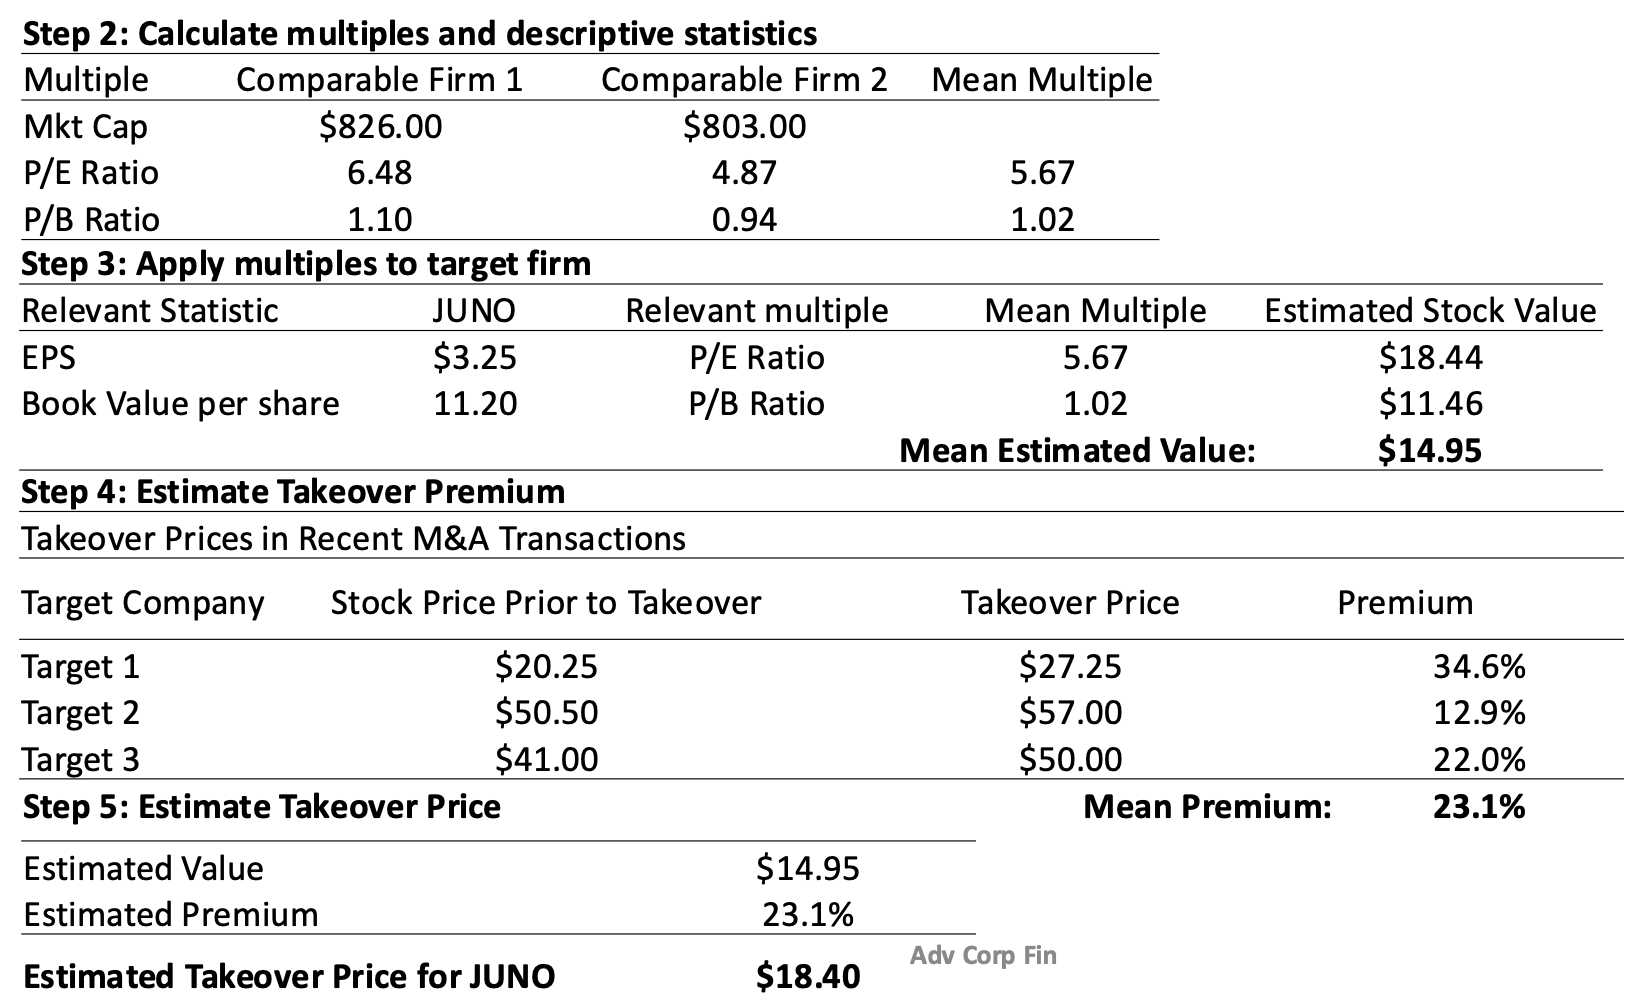 Step 2: Calculate multiples and descriptive statistics
Multiple Comparable Firm 1 Comparable Firm 2 Mean Multiple
Mkt Cap $826.00 $803.00
P/E Ratio 6.48 4.87 5.67
P/B Ratio 1.10 0.94 1.02
Step 3: Apply multiples to target firm
Relevant Statistic JUNO Relevant multiple Mean Multiple Estimated Stock Value
EPS $3.25 P/E Ratio 5.67 $18.44
Book Value per share 11.20 P/B Ratio 1.02 $11.46
Mean Estimated Value: $14.95
Step 4: Estimate Takeover Premium
Takeover Prices in Recent M&A Transactions
Target Company Stock Price Prior to Takeover Takeover Price Premium
Target 1 $20.25 $27.25 34.6%
Target 2 $50.50 $57.00 12.9%
Target 3 $41.00 $50.00 22.0%
Step 5: Estimate Takeover Price Mean Premium: 23.1%
Estimated Value $14.95
Estimated Premium 23.1%
Adv Corp Fin
Estimated Takeover Price for JUNO $18.40